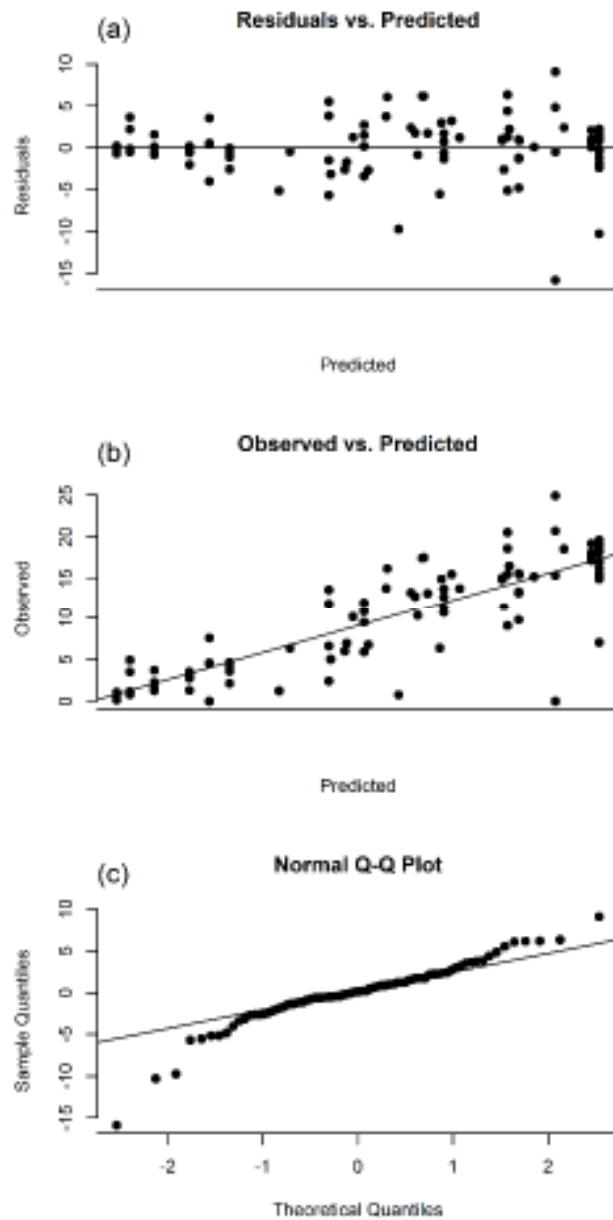 (a)
Residuals vs. Predicted
10
5
0
-5
-10
-15
Residuals
Predicted
(b)
Observed vs. Predicted
25
20
15
10
5
0
Observed
Predicted
(c)
Normal Q-Q Plot
10
5
0
-5
-10
-15
Sample Quantiles
-2 -1 0 1 2
Theoretical Quantiles